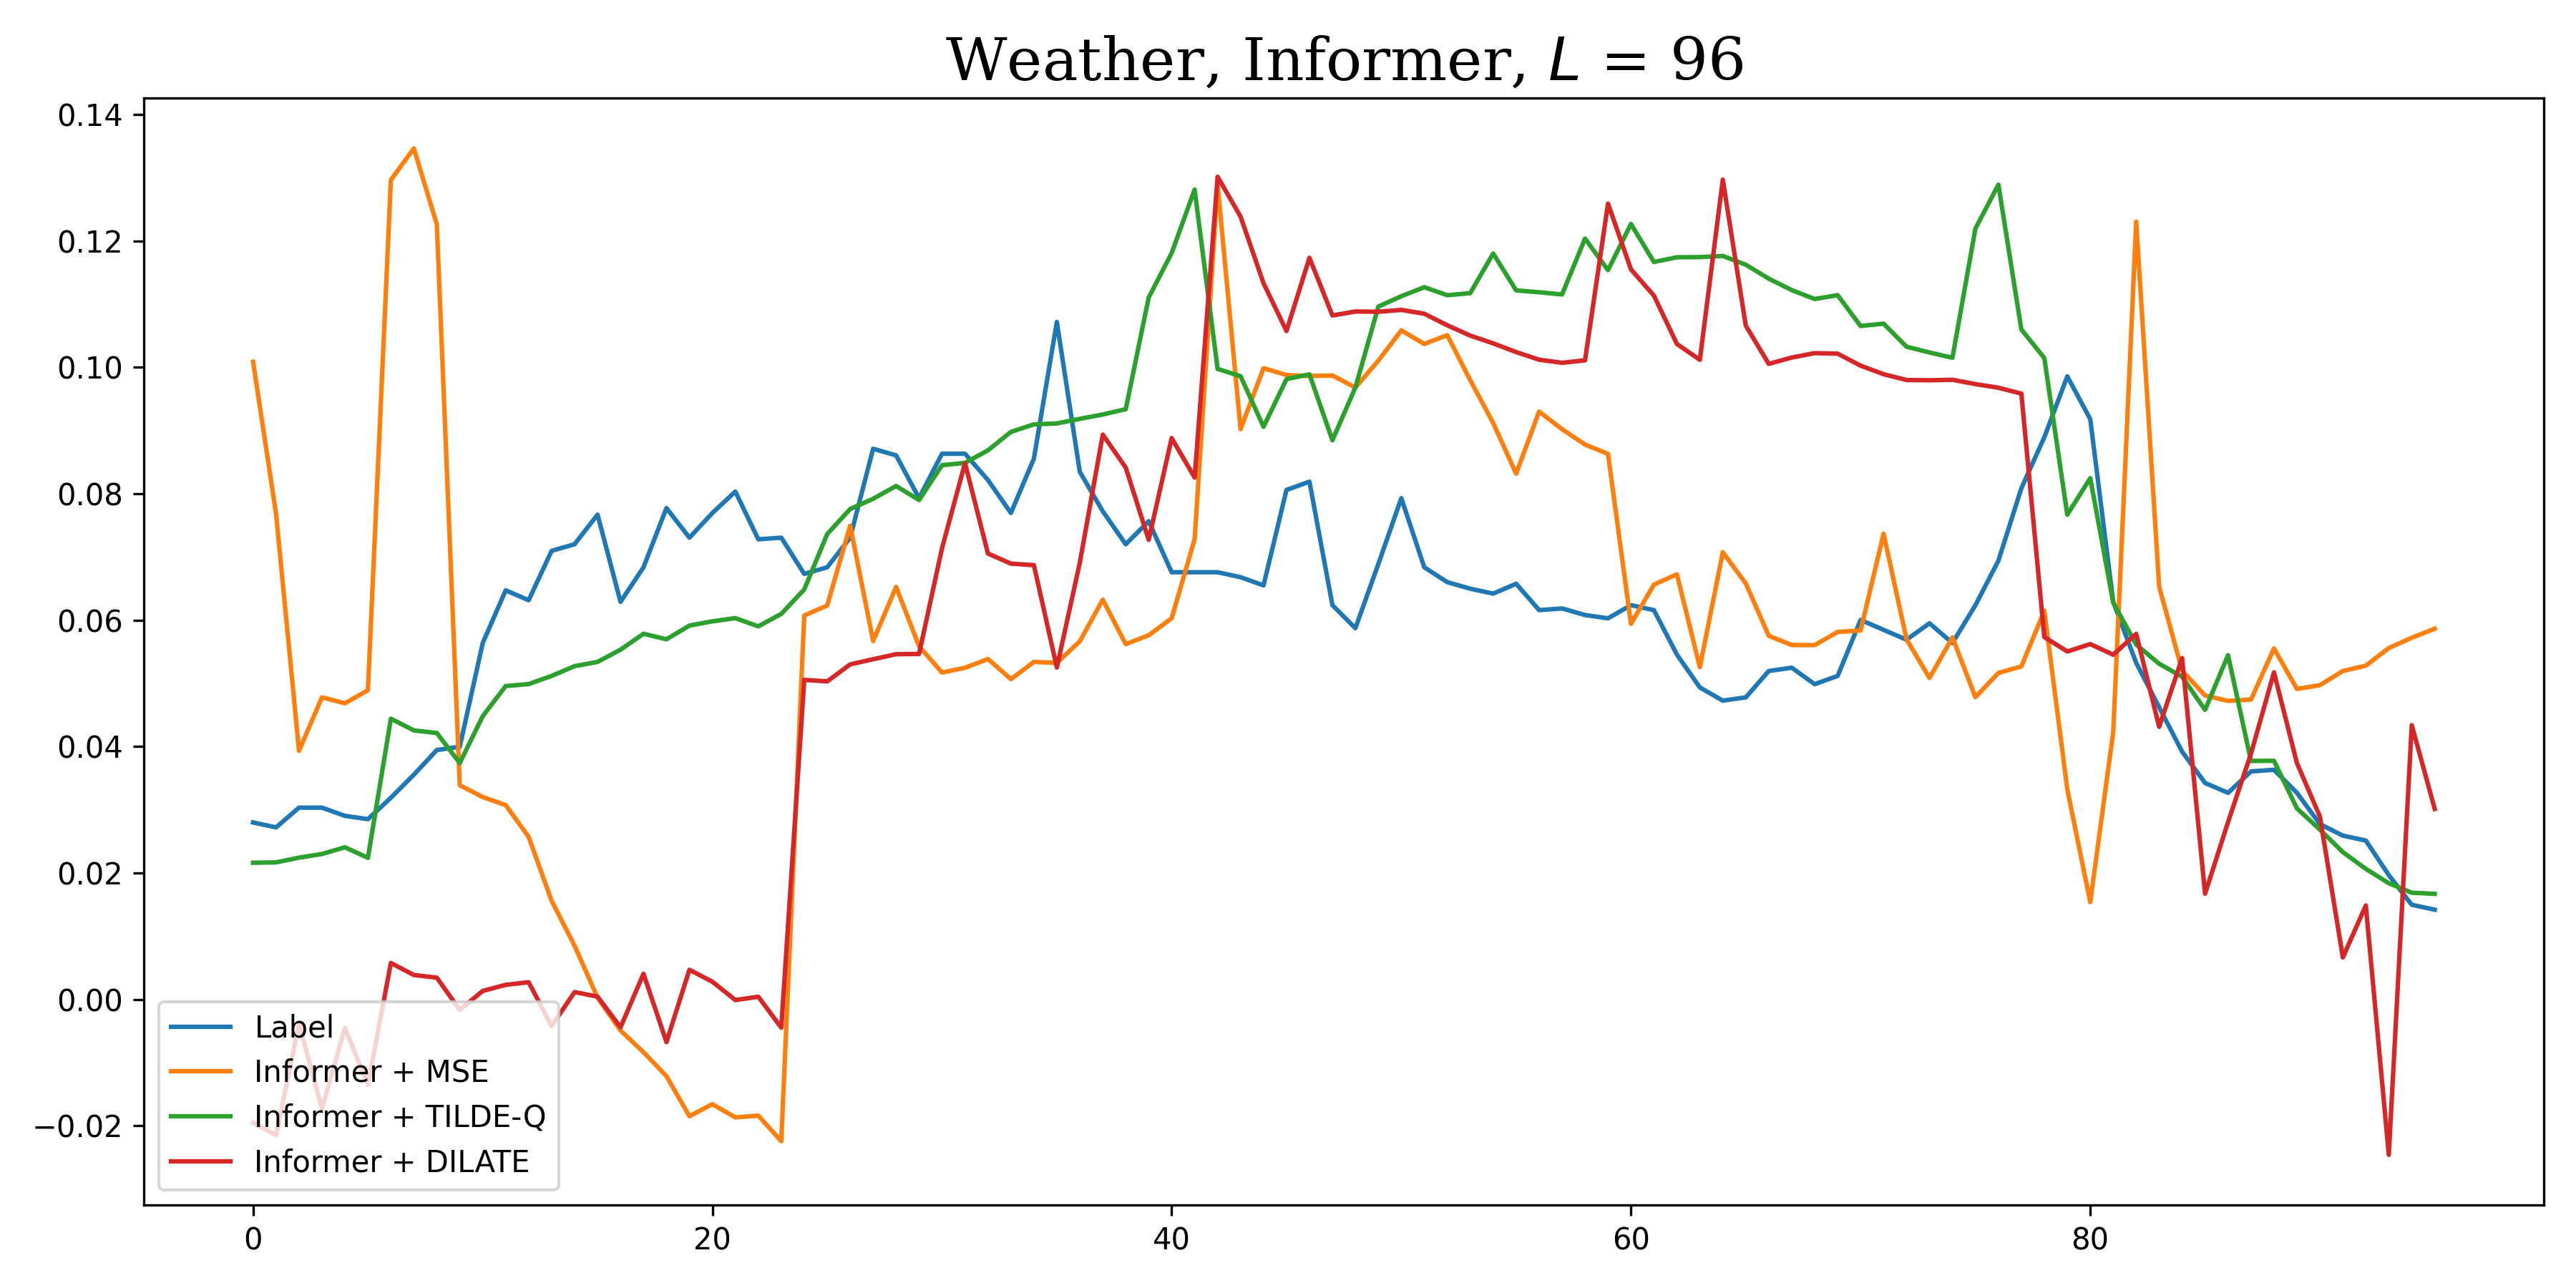 Weather, Informer, L = 96
0.14
0.12
0.10
0.08
0.06
0.04
0.02
0.00
−0.02
Label
Informer + MSE
Informer + TILDE-Q
Informer + DILATE
0 20 40 60 80